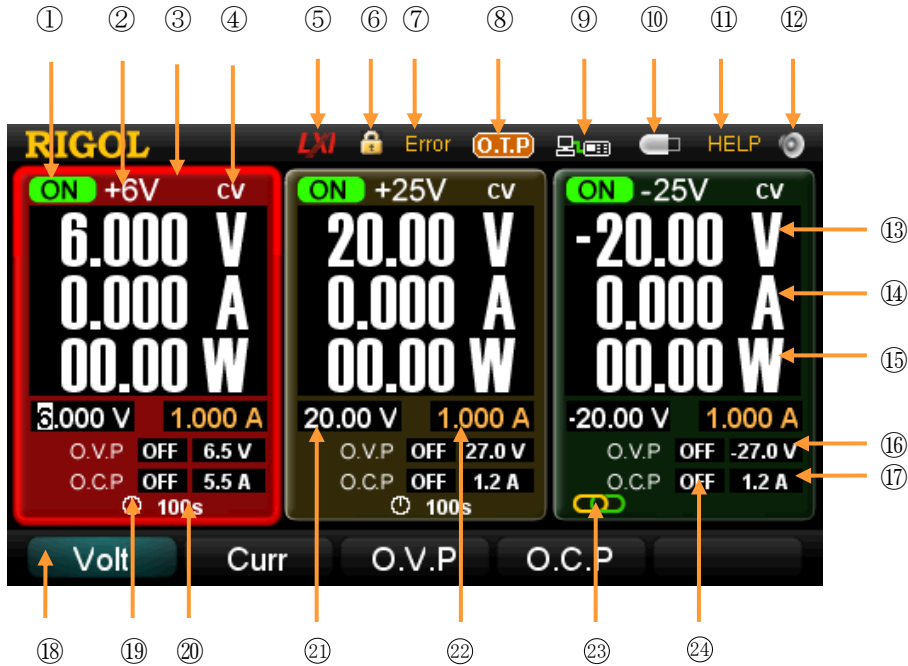 ① ② ③ ④ ⑤ ⑥ ⑦ ⑧ ⑨ ⑩ ⑪ ⑫
RIGOL LXI Error O.T.P HELP
ON +6V CV ON +25V CV ON -25V CV
6.000 V 20.00 V -20.00 V ⑬
0.000 A 0.000 A 0.000 A ⑭
00.00 W 00.00 W 00.00 W ⑮
6.000 V 1.000 A 20.00 V 1.000 A -20.00 V 1.000 A
O.V.P OFF 6.5 V O.V.P OFF 27.0 V O.V.P OFF -27.0 V ⑯
O.C.P OFF 5.5 A O.C.P OFF 1.2 A O.C.P OFF 1.2 A ⑰
100s 100s
Volt Curr O.V.P O.C.P
⑱ ⑲ ⑳ ㉑ ㉒ ㉓ ㉔